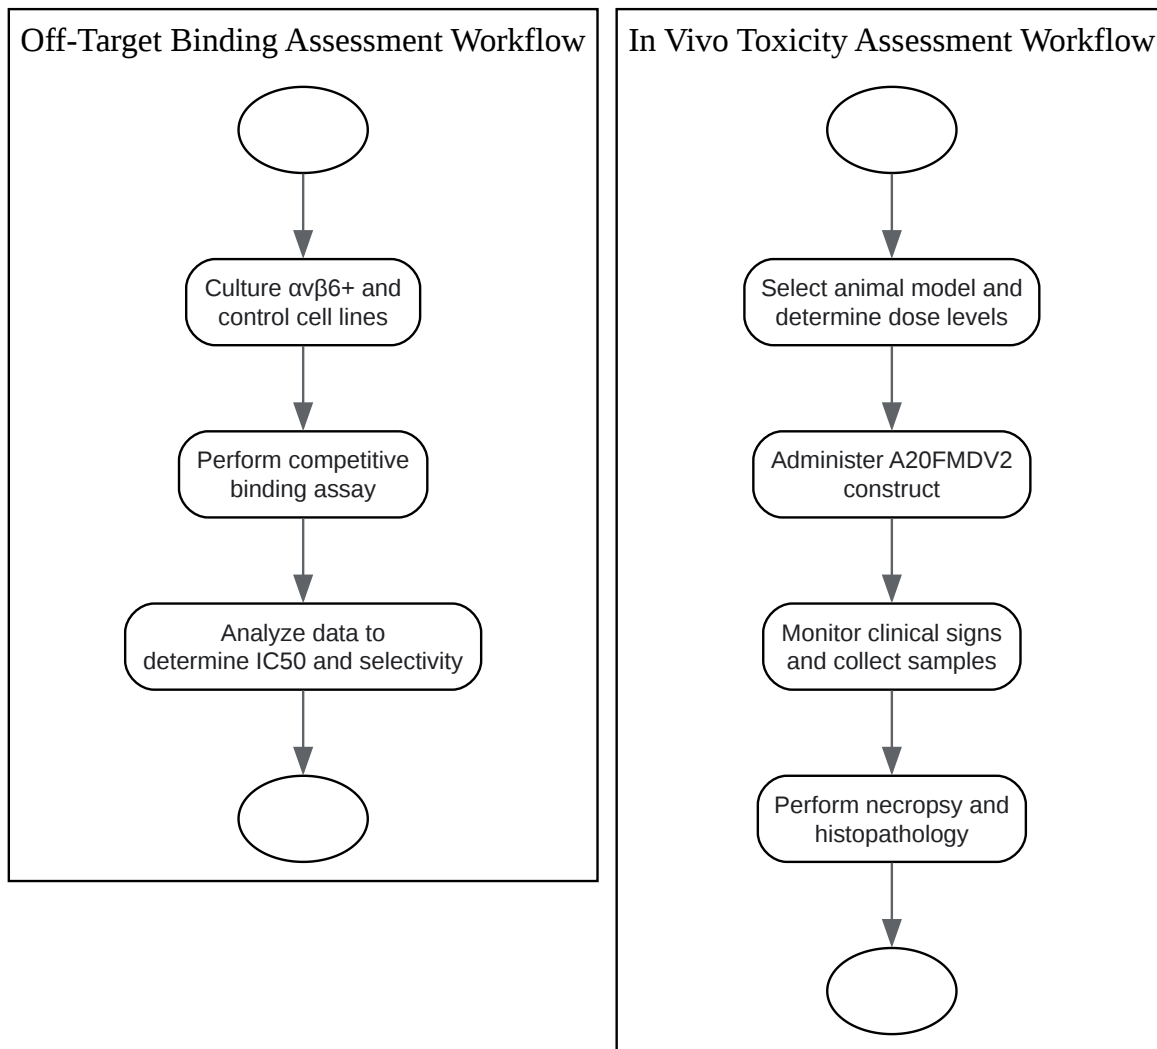 Off-Target Binding Assessment Workflow
Culture αvβ6+ and
control cell lines
Perform competitive
binding assay
Analyze data to
determine IC50 and selectivity
In Vivo Toxicity Assessment Workflow
Select animal model and
determine dose levels
Administer A20FMDV2
construct
Monitor clinical signs
and collect samples
Perform necropsy and
histopathology